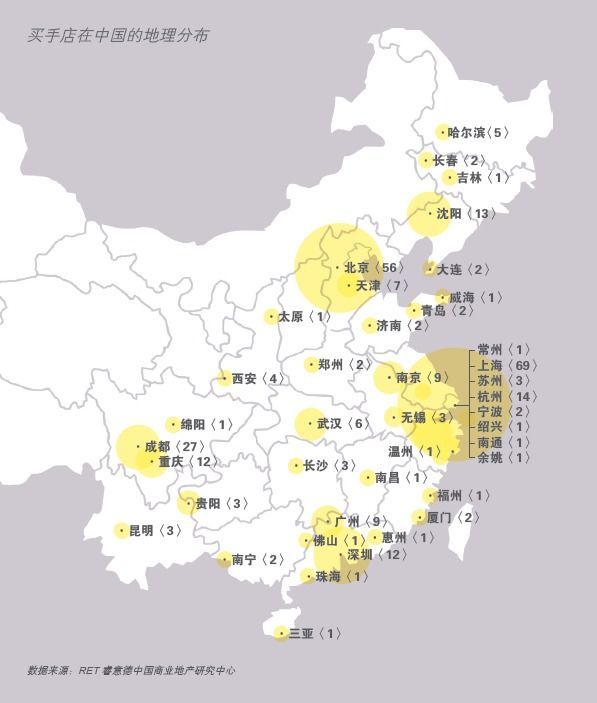 买手店在中国的地理分布
哈尔滨〈5〉
长春〈2〉
吉林〈1〉
沈阳〈13〉
北京〈56〉
大连〈2〉
天津〈7〉
威海〈1〉
青岛〈2〉
太原〈1〉
济南〈2〉
常州〈1〉
郑州〈2〉
上海〈69〉
西安〈4〉
南京〈9〉
苏州〈3〉
杭州〈14〉
宁波〈2〉
无锡〈3〉
绵阳〈1〉
武汉〈6〉
绍兴〈1〉
南通〈1〉
成都〈27〉
温州〈1〉
余姚〈1〉
重庆〈12〉
长沙〈3〉
南昌〈1〉
福州〈1〉
贵阳〈3〉
厦门〈2〉
广州〈9〉
昆明〈3〉
佛山〈1〉
惠州〈1〉
深圳〈12〉
南宁〈2〉
珠海〈1〉
三亚〈1〉
数据来源：RET 睿意德中国商业地产研究中心